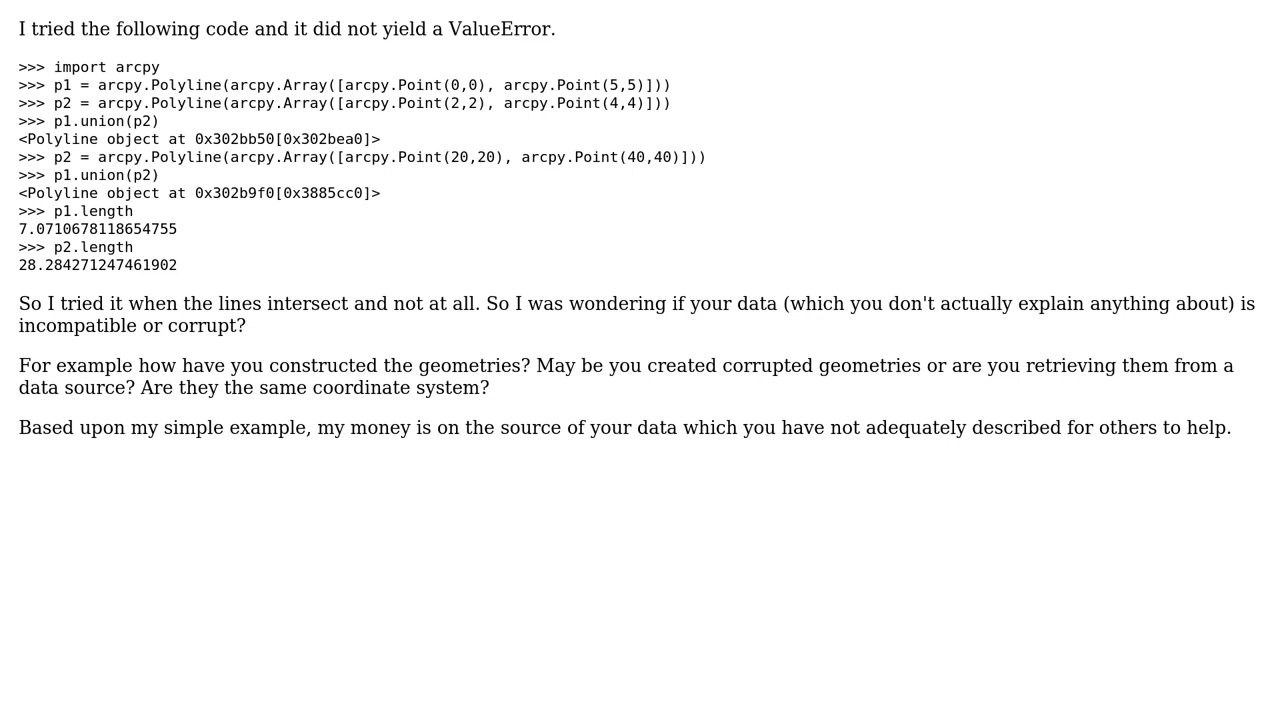 I tried the following code and it did not yield a ValueError.
>>> import arcpy
>>> p1 = arcpy.Polyline(arcpy.Array([arcpy.Point(0,0), arcpy.Point(5,5)]))
>>> p2 = arcpy.Polyline(arcpy.Array([arcpy.Point(2,2), arcpy.Point(4,4)]))
>>> p1.union(p2)
<Polyline object at 0x302bb50[0x302bea0]>
>>> p2 = arcpy.Polyline(arcpy.Array([arcpy.Point(20,20), arcpy.Point(40,40)]))
>>> p1.union(p2)
<Polyline object at 0x302b9f0[0x3885cc0]>
>>> p1.length
7.0710678118654755
>>> p2.length
28.284271247461902
So I tried it when the lines intersect and not at all. So I was wondering if your data (which you don't actually explain anything about) is
incompatible or corrupt?
For example how have you constructed the geometries? May be you created corrupted geometries or are you retrieving them from a
data source? Are they the same coordinate system?
Based upon my simple example, my money is on the source of your data which you have not adequately described for others to help.